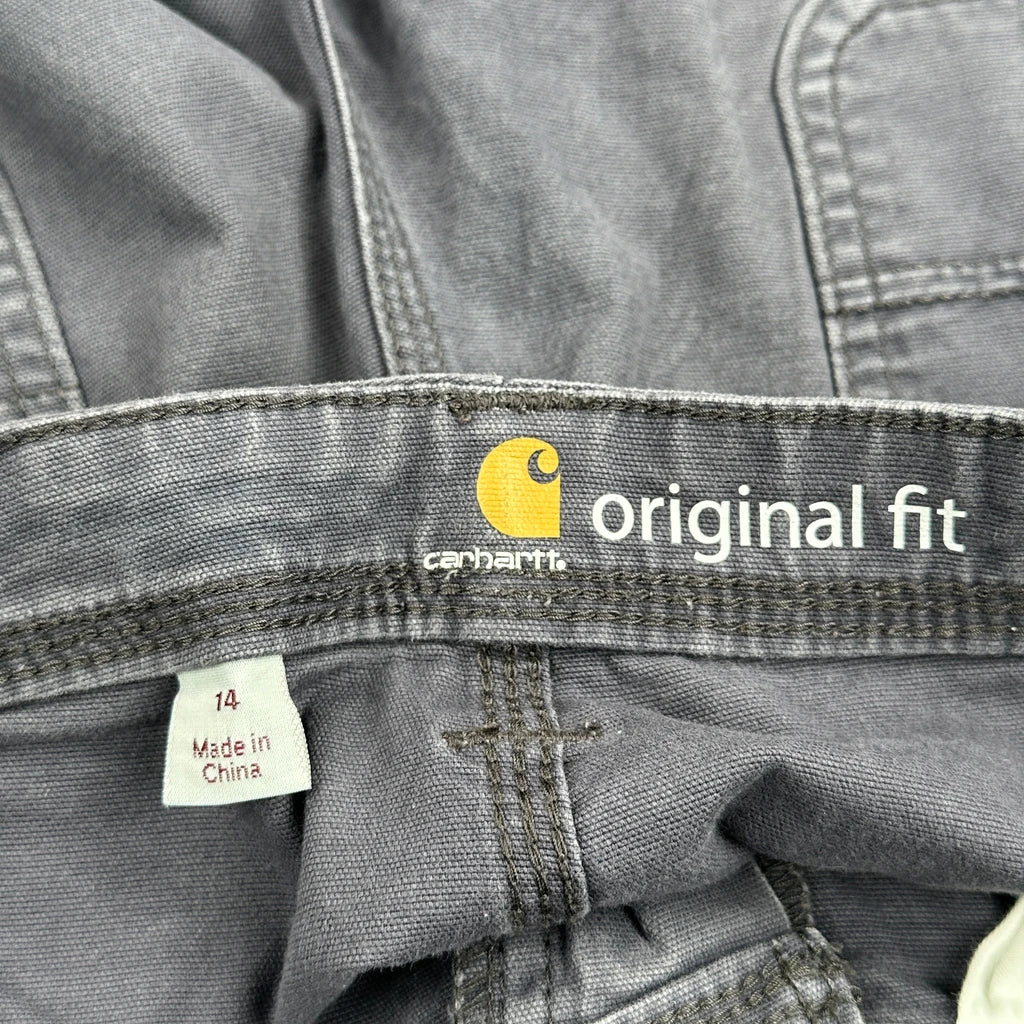 carhartt.
original fit
14
Made in
China